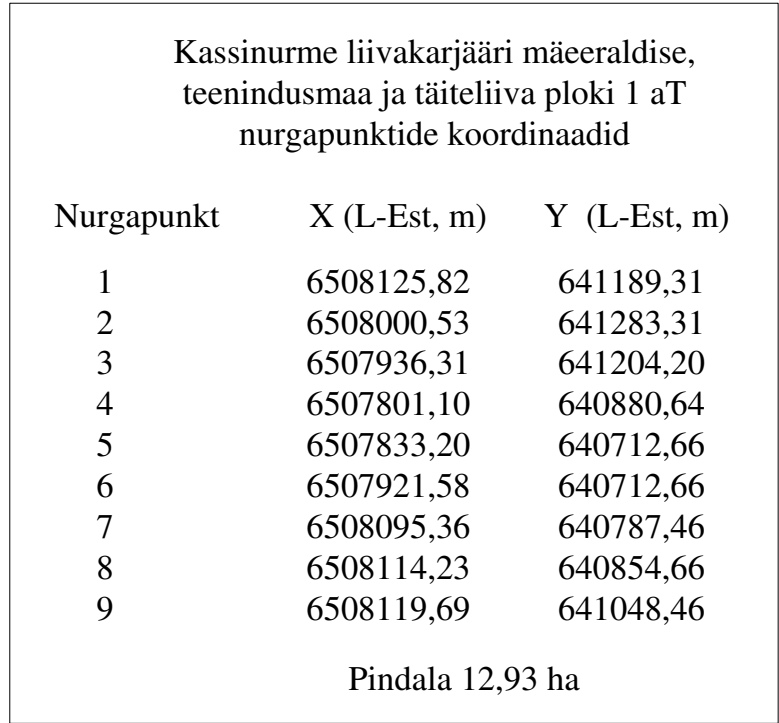 Kassinurme liivakarjääri mäeeraldise,
teenindusmaa ja täiteliiva ploki 1 aT
nurgapunktide koordinaadid
Nurgapunkt X (L-Est, m) Y (L-Est, m)
1 6508125,82 641189,31
2 6508000,53 641283,31
3 6507936,31 641204,20
4 6507801,10 640880,64
5 6507833,20 640712,66
6 6507921,58 640712,66
7 6508095,36 640787,46
8 6508114,23 640854,66
9 6508119,69 641048,46
Pindala 12,93 ha